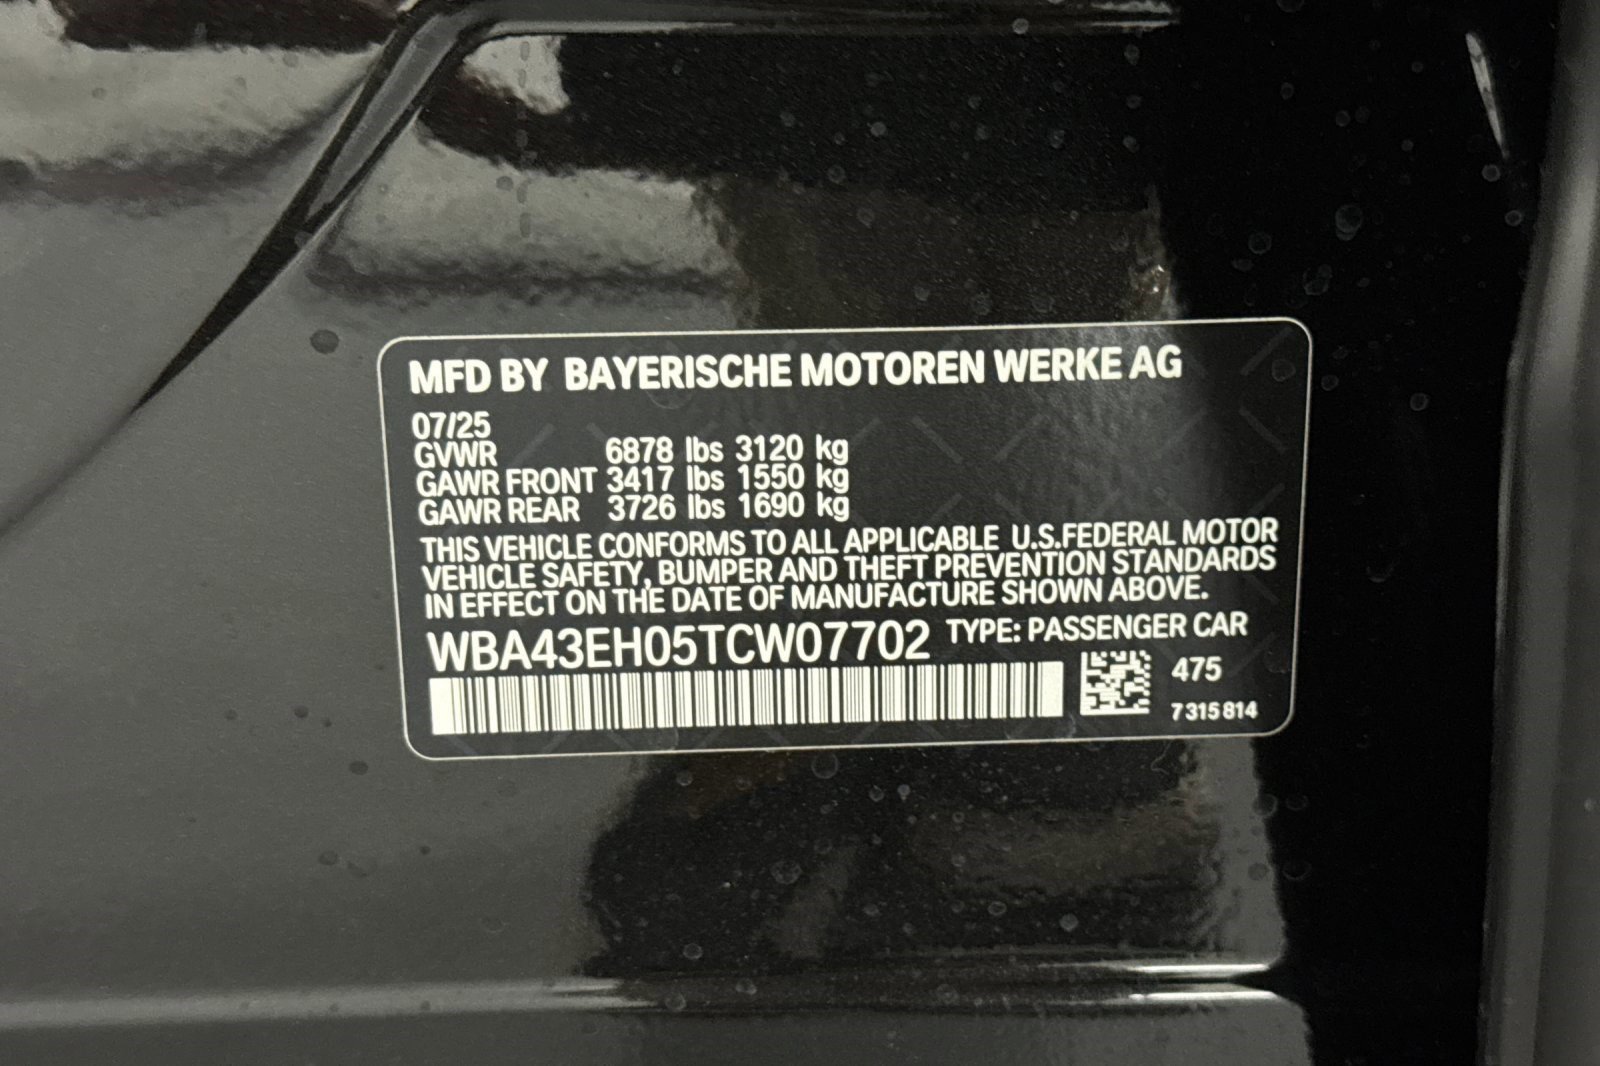 MFD BY BAYERISCHE MOTOREN WERKE AG
07/25
GVWR 6878 lbs 3120 kg
GAWR FRONT 3417 lbs 1550 kg
GAWR REAR 3726 lbs 1690 kg
THIS VEHICLE CONFORMS TO ALL APPLICABLE U.S.FEDERAL MOTOR
VEHICLE SAFETY, BUMPER AND THEFT PREVENTION STANDARDS
IN EFFECT ON THE DATE OF MANUFACTURE SHOWN ABOVE.
WBA43EH05TCW07702 TYPE: PASSENGER CAR
475
7 315 814